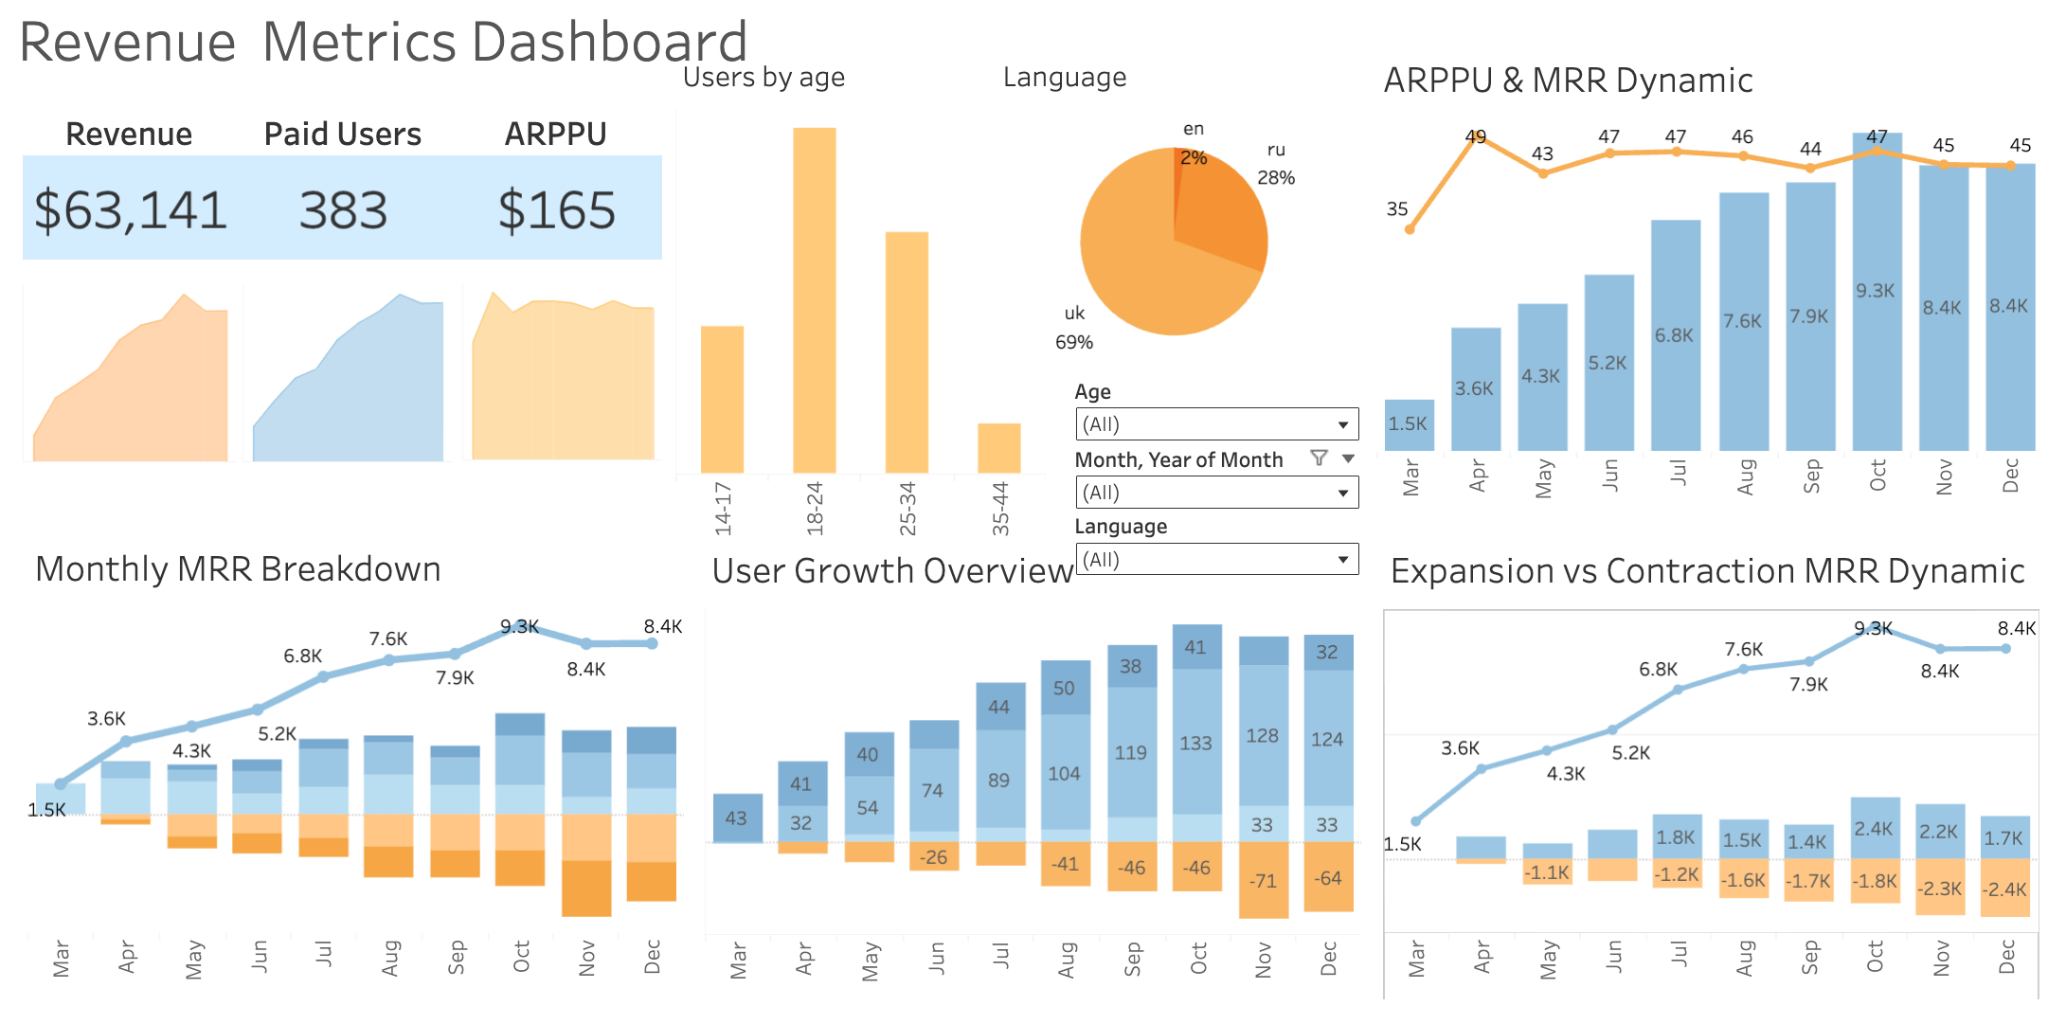 Revenue  Metrics Dashboard
Revenue
Paid Users
ARPPU
$63,141
383
$165
Users by age
14-17
18-24
25-34
35-44
Language
en
2%
ru
28%
uk
69%
Age
(All)
Month, Year of Month
(All)
Language
(All)
ARPPU & MRR Dynamic
35
49
43
47
47
46
44
47
45
45
1.5K
3.6K
4.3K
5.2K
6.8K
7.6K
7.9K
9.3K
8.4K
8.4K
Mar
Apr
May
Jun
Jul
Aug
Sep
Oct
Nov
Dec
Monthly MRR Breakdown
1.5K
3.6K
4.3K
5.2K
6.8K
7.6K
7.9K
9.3K
8.4K
8.4K
Mar
Apr
May
Jun
Jul
Aug
Sep
Oct
Nov
Dec
User Growth Overview
43
41
32
40
54
74
-26
44
89
50
104
-41
38
119
-46
41
133
-46
128
33
-71
32
124
33
-64
Mar
Apr
May
Jun
Jul
Aug
Sep
Oct
Nov
Dec
Expansion vs Contraction MRR Dynamic
1.5K
3.6K
4.3K
5.2K
6.8K
7.6K
7.9K
9.3K
8.4K
8.4K
1.8K
1.5K
1.4K
2.4K
2.2K
1.7K
-1.1K
-1.2K
-1.6K
-1.7K
-1.8K
-2.3K
-2.4K
Mar
Apr
May
Jun
Jul
Aug
Sep
Oct
Nov
Dec